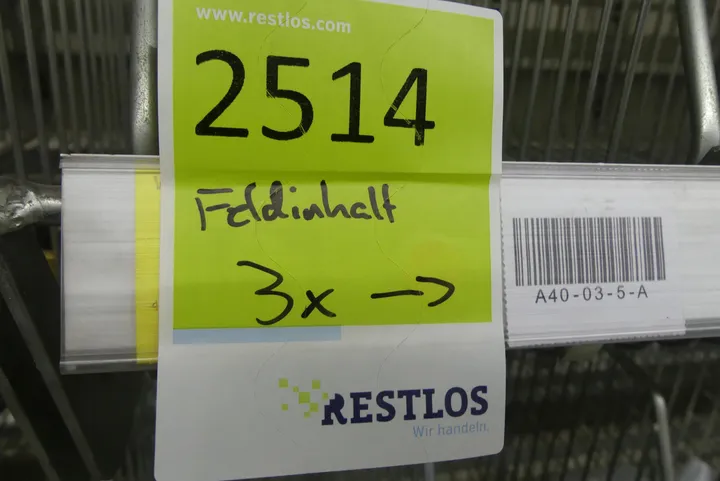 www.restlos.com
2514
Feldinhalt
3x →
A40-03-5-A
RESTLOS
Wir handeln.